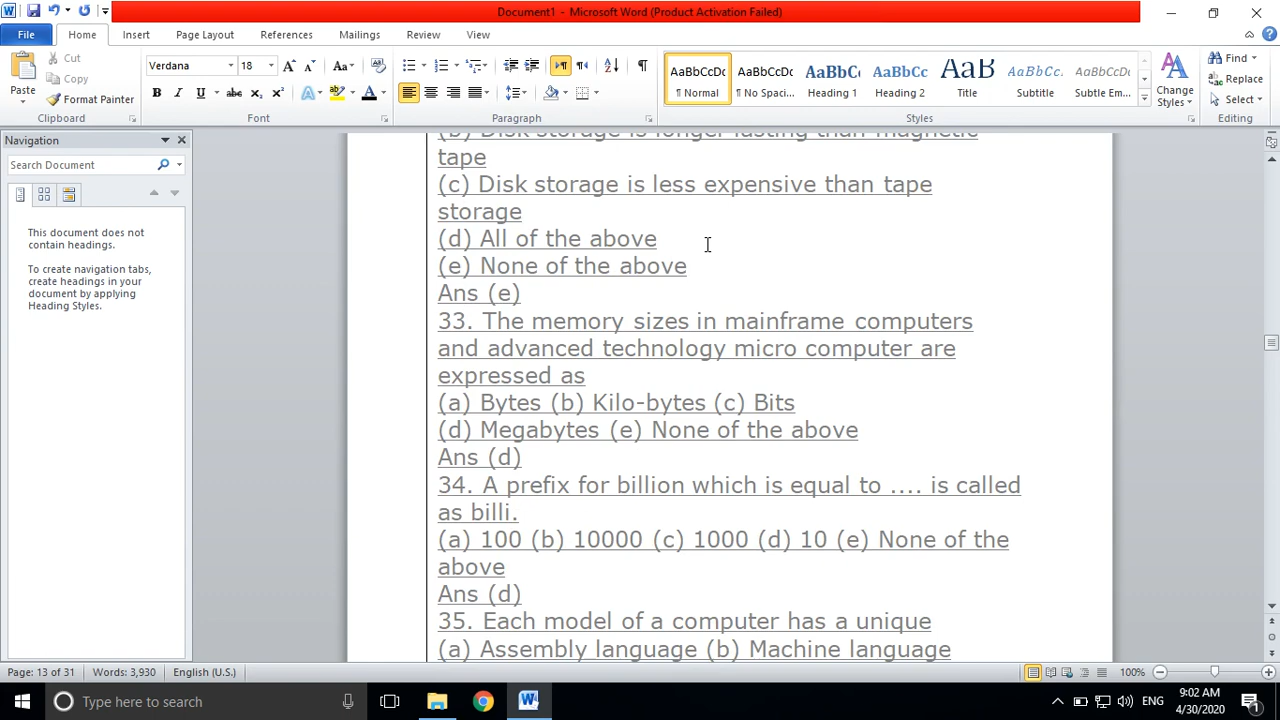 Document1 - Microsoft Word (Product Activation Failed)
File Home Insert Page Layout References Mailings Review View
Cut
Copy
Format Painter
Paste
Clipboard
Verdana 18
Font
Paragraph
AaBbCcDc AaBbCcDc AaBbC AaBbCc AaB AaBbCc. AaBbCcDc
¶ Normal ¶ No Spaci... Heading 1 Heading 2 Title Subtitle Subtle Em...
Styles
Change
Styles
Find
Replace
Select
Editing
Navigation
Search Document
This document does not
contain headings.
To create navigation tabs,
create headings in your
document by applying
Heading Styles.
(b) Disk storage is longer lasting than magnetic
tape
(c) Disk storage is less expensive than tape
storage
(d) All of the above
(e) None of the above
Ans (e)
33. The memory sizes in mainframe computers
and advanced technology micro computer are
expressed as
(a) Bytes (b) Kilo-bytes (c) Bits
(d) Megabytes (e) None of the above
Ans (d)
34. A prefix for billion which is equal to .... is called
as billi.
(a) 100 (b) 10000 (c) 1000 (d) 10 (e) None of the
above
Ans (d)
35. Each model of a computer has a unique
(a) Assembly language (b) Machine language
Page: 13 of 31 Words: 3,930 English (U.S.) 100%
Type here to search
ENG
9:02 AM
4/30/2020